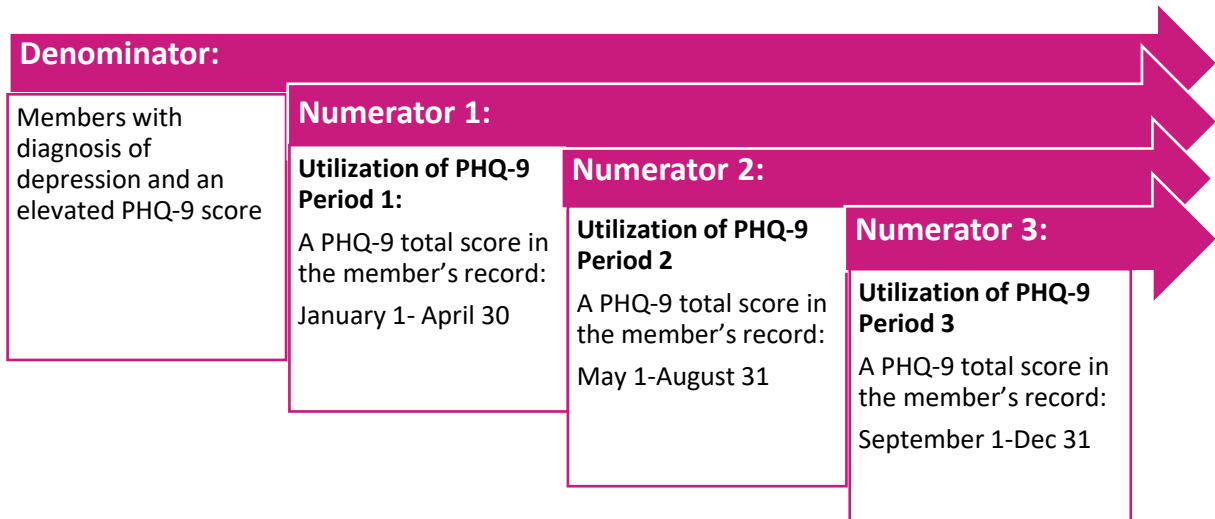 Denominator:
Members with
diagnosis of
depression and an
elevated PHQ-9 score
Numerator 1:
Utilization of PHQ-9
Period 1:
A PHQ-9 total score in
the member’s record:
January 1- April 30
Numerator 2:
Utilization of PHQ-9
Period 2
A PHQ-9 total score in
the member’s record:
May 1-August 31
Numerator 3:
Utilization of PHQ-9
Period 3
A PHQ-9 total score in
the member’s record:
September 1-Dec 31